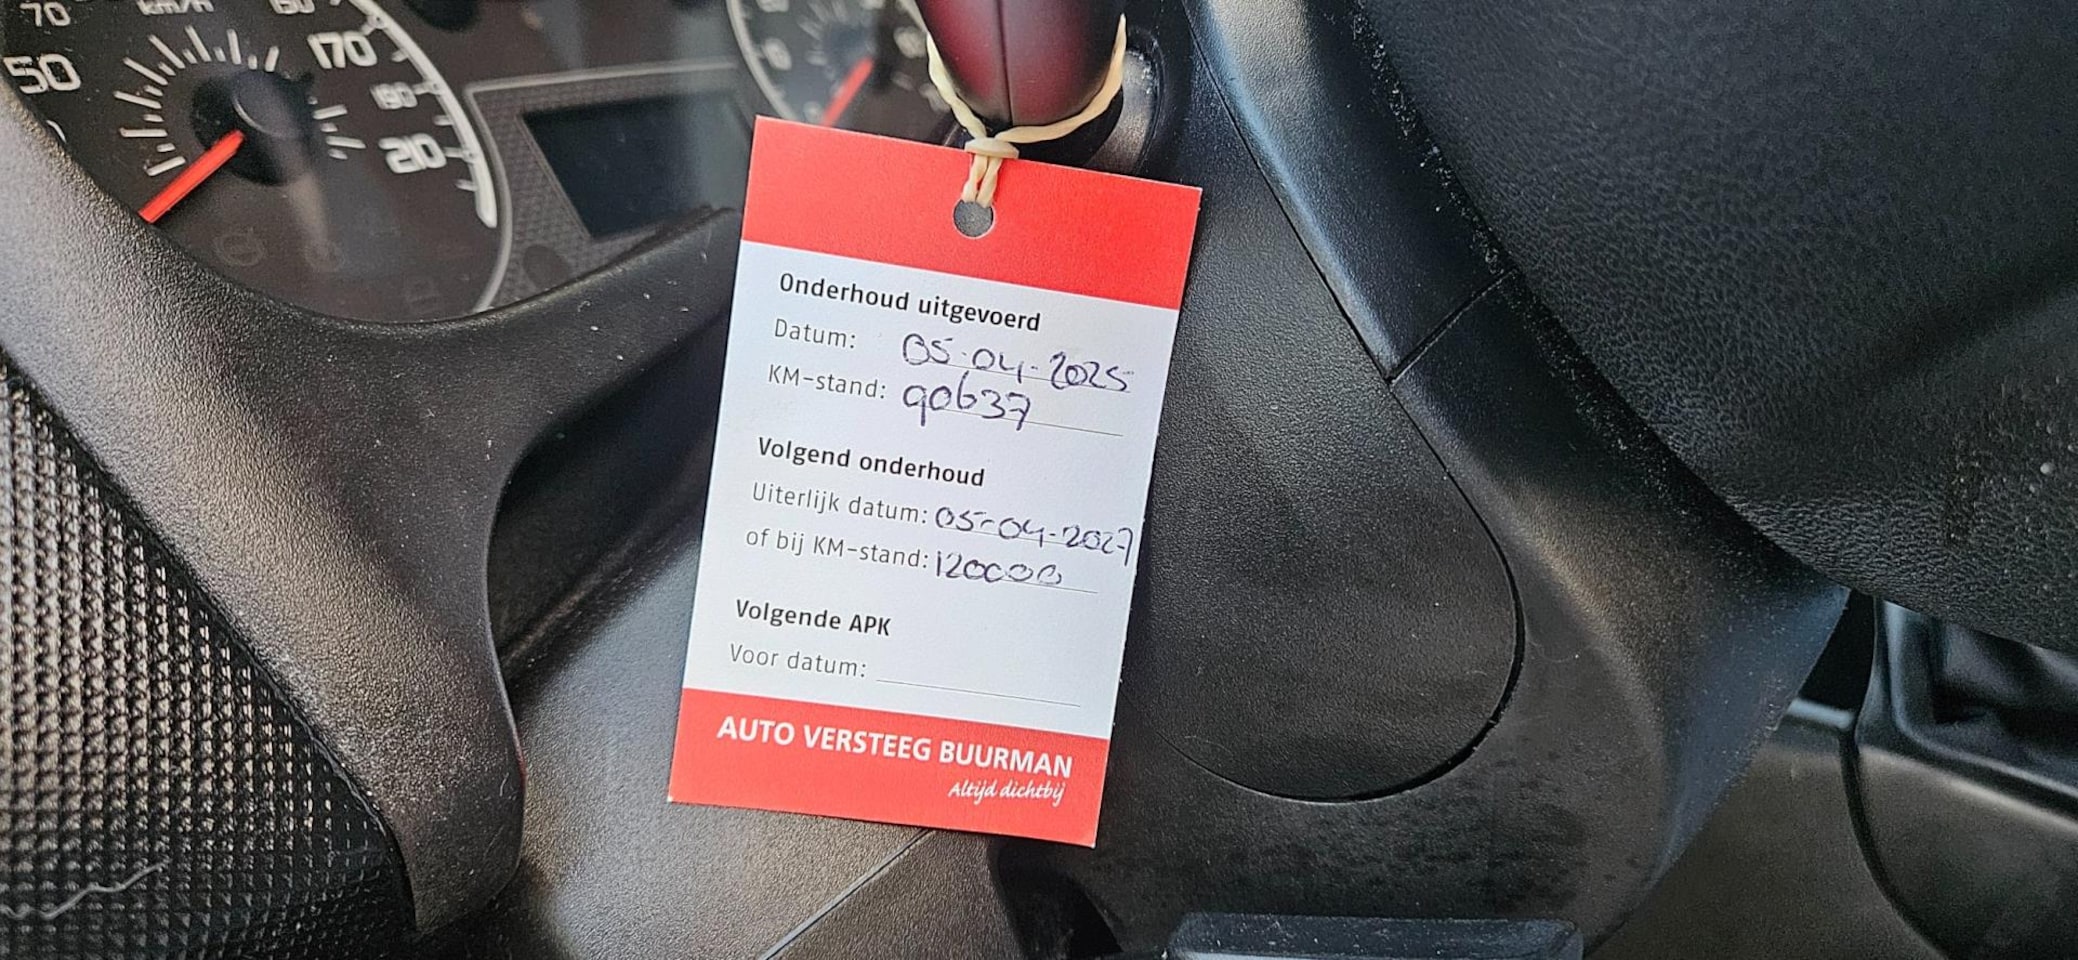 70
km/h
50
170
190
210
Onderhoud uitgevoerd
Datum: 05-04-2025
KM-stand: 90637
Volgend onderhoud
Uiterlijk datum: 05-04-2027
of bij KM-stand: 120000
Volgende APK
Voor datum:
AUTO VERSTEEG BUURMAN
Altijd dichtbij